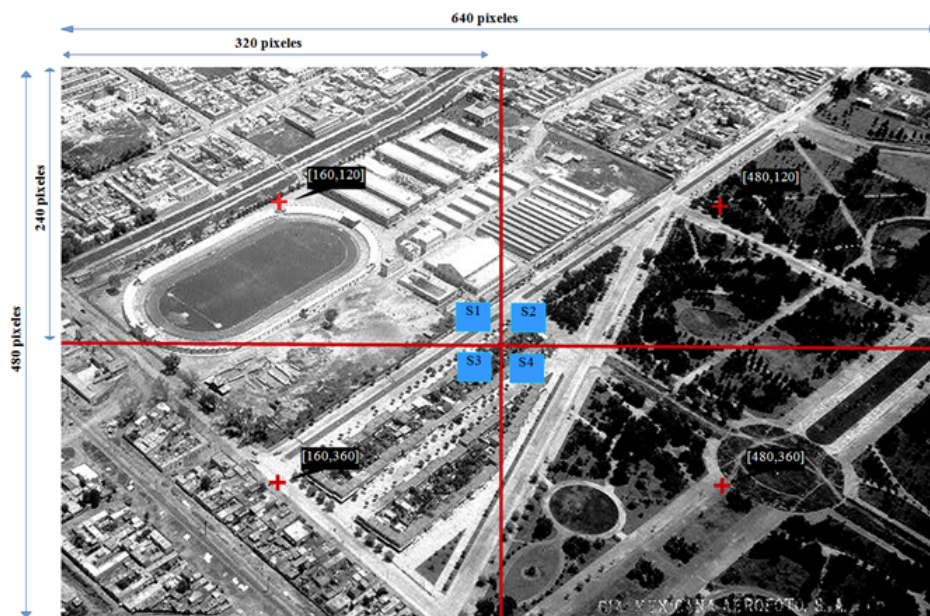 640 pixeles
320 pixeles
240 pixeles
480 pixeles
[160,120]
[480,120]
S1
S2
S3
S4
[160,360]
[480,360]
CIA. MEXICANA AEROFOTO, S.A.